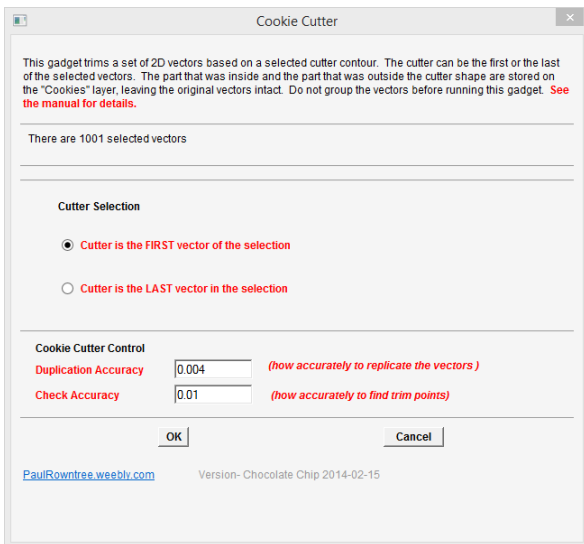 Cookie Cutter
This gadget trims a set of 2D vectors based on a selected cutter contour. The cutter can be the first or the last
of the selected vectors. The part that was inside and the part that was outside the cutter shape are stored on
the "Cookies" layer, leaving the original vectors intact. Do not group the vectors before running this gadget. See
the manual for details.
There are 1001 selected vectors
Cutter Selection
Cutter is the FIRST vector of the selection
Cutter is the LAST vector in the selection
Cookie Cutter Control
Duplication Accuracy 0.004 (how accurately to replicate the vectors )
Check Accuracy 0.01 (how accurately to find trim points)
OK Cancel
PaulRowntree.weebly.com Version- Chocolate Chip 2014-02-15